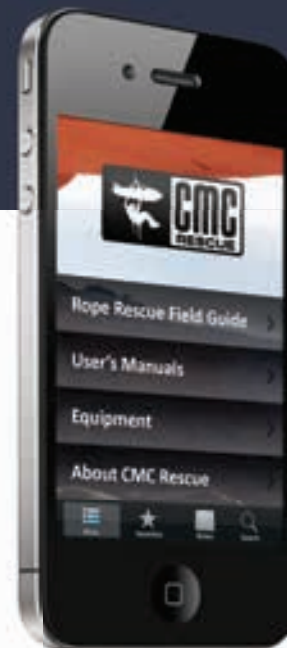 CMC
RESCUE
Rope Rescue Field Guide
User's Manuals
Equipment
About CMC Rescue